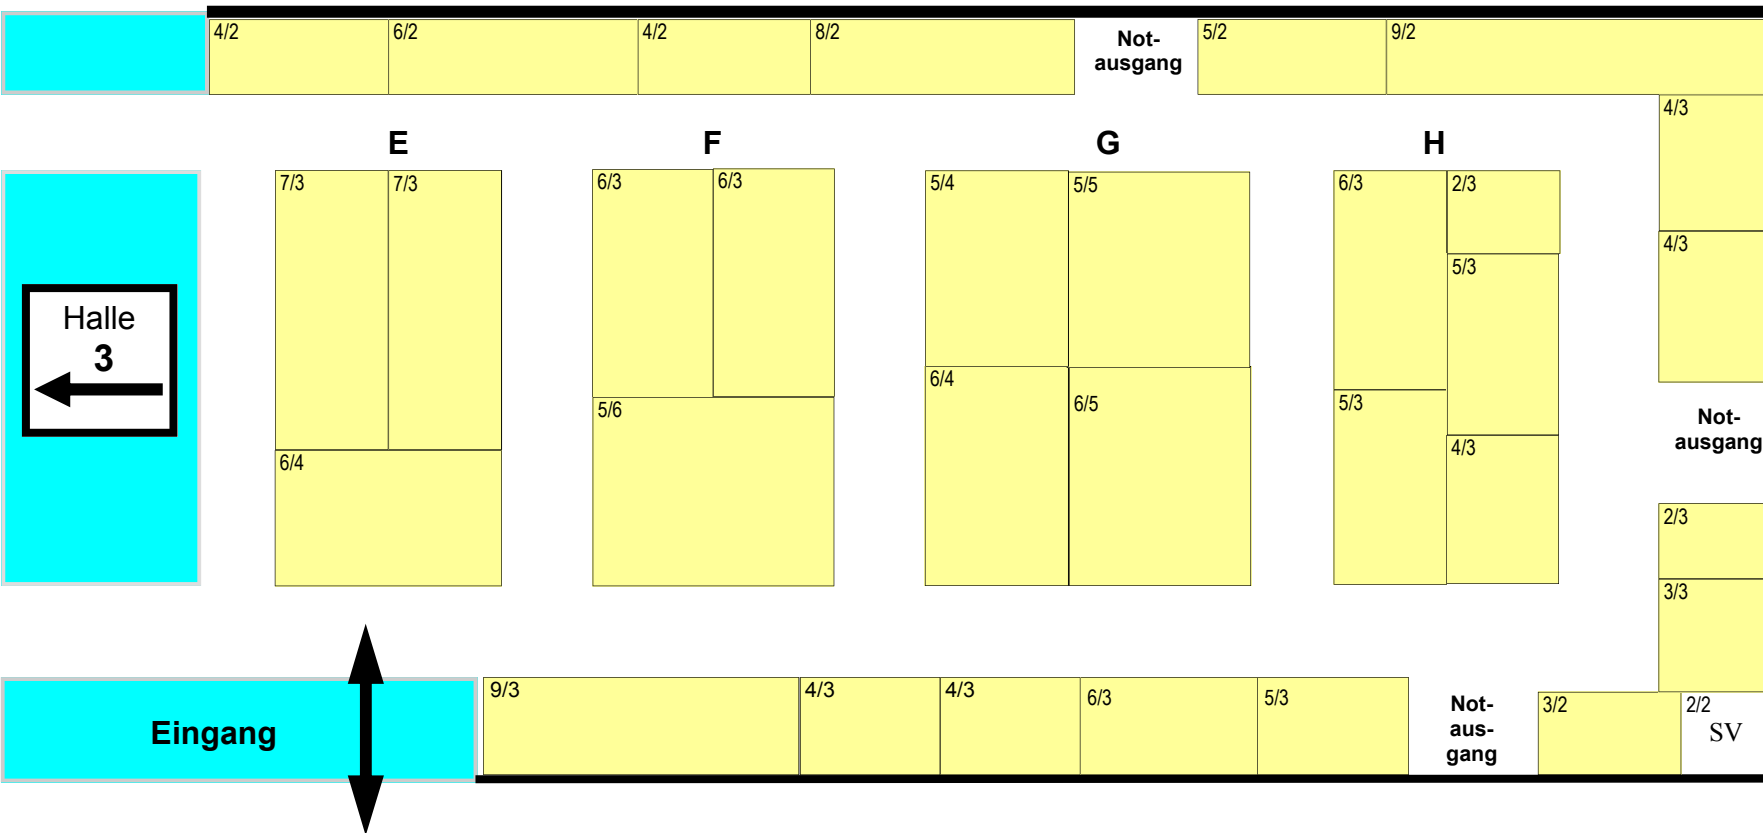 4/2
6/2
4/2
8/2
Not-
ausgang
5/2
9/2
4/3
E
F
G
H
7/3
7/3
6/3
6/3
5/4
5/5
6/3
2/3
4/3
5/3
Halle
3
6/4
6/5
5/3
5/6
Not-
ausgang
6/4
4/3
2/3
3/3
9/3
4/3
4/3
6/3
5/3
Not-
aus-
gang
3/2
2/2
SV
Eingang